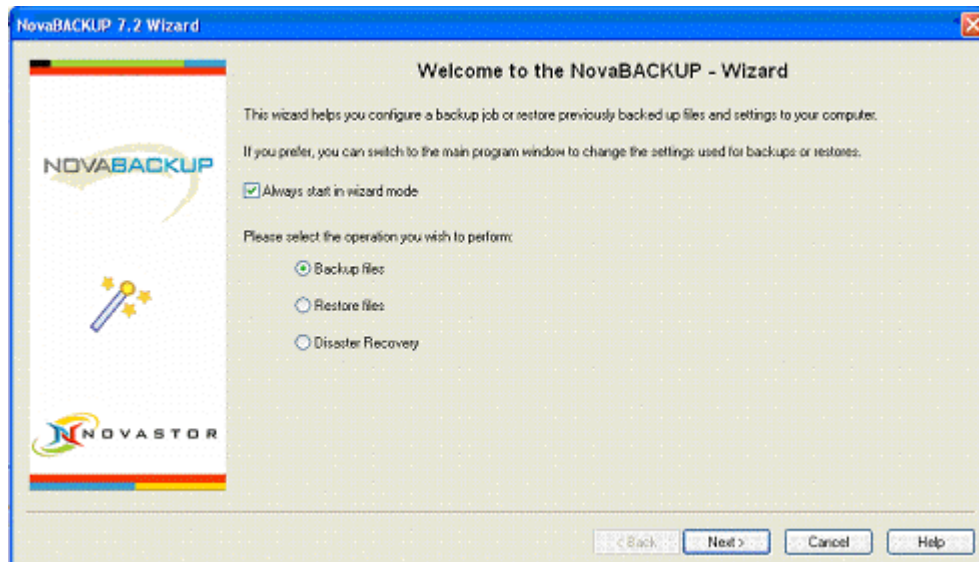 NovaBACKUP 7.2 Wizard
Welcome to the NovaBACKUP - Wizard
This wizard helps you configure a backup job or restore previously backed up files and settings to your computer.
NOVABACKUP
If you prefer, you can switch to the main program window to change the settings used for backups or restores.
Always start in wizard mode
Please select the operation you wish to perform:
Backup files
Restore files
Disaster Recovery
NOVASTOR
< Back
Next >
Cancel
Help